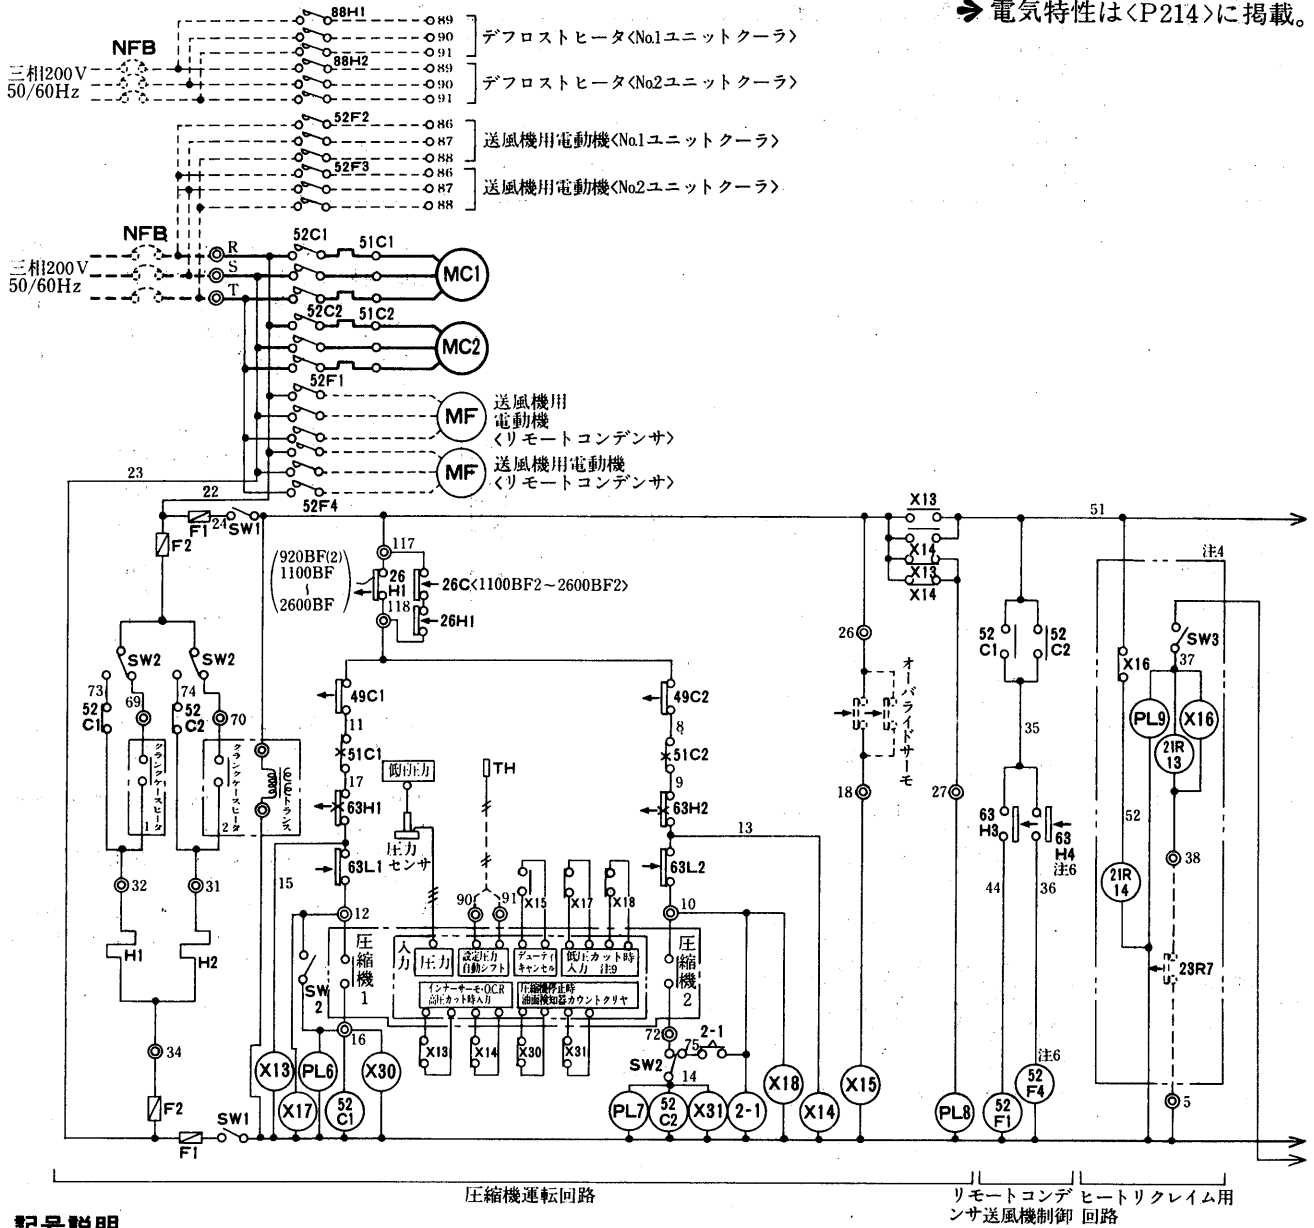 ➔ 電気特性は〈P214〉に掲載。
88H1
89
90
91
デフロストヒータ〈No.1ユニットクーラ〉
NFB
三相200V
50/60Hz
88H2
89
90
91
デフロストヒータ〈No.2ユニットクーラ〉
52F2
86
87
88
送風機用電動機〈No.1ユニットクーラ〉
52F3
86
87
88
送風機用電動機〈No.2ユニットクーラ〉
NFB
三相200V
50/60Hz
R
S
T
52C1
51C1
MC1
52C2
51C2
MC2
52F1
MF
送風機用
電動機
〈リモートコンデンサ〉
MF
送風機用電動機
〈リモートコンデンサ〉
52F4
23
22
24
F1
SW1
F2
117
920BF(2)
1100BF
〜
2600BF
26
H1
26C〈1100BF2〜2600BF2〉
118
26H1
X13
X14
X13
X14
51
注4
SW2
SW2
73
52
C1
69
74
52
C2
70
クランクケースヒータ
1
クランクケースヒータ
2
トランス
49C1
11
51C1
17
63H1
63L1
12
低圧圧力
圧力
センサ
TH
49C2
8
51C2
9
63H2
13
63L2
10
26
オーバライドサーモ
18
27
52
C1
52
C2
35
63
H3
63
H4
注6
44
36
X16
SW3
37
PL9
X16
21R
13
52
21R
14
38
23R7
5
32
31
15
H1
H2
34
F2
F1
SW1
90
91
X15
X17
X18
圧縮機1
入力
圧力
設定圧力
自動シフト
デューティ
キャンセル
低圧カット時
入力 注9
インナーサーモ・OCR
高圧カット時入力
圧縮機停止時
油面検知器カウントクリヤ
圧縮機2
SW
2
16
X13
X14
X30
X31
72
75
2-1
SW2
14
X13
X17
PL6
52
C1
X30
PL7
52
C2
X31
2-1
X18
X14
X15
PL8
52
F1
注6
52
F4
圧縮機運転回路
リモートコンデ
ンサ送風機制御
ヒートリクレイム用
回路
記号説明